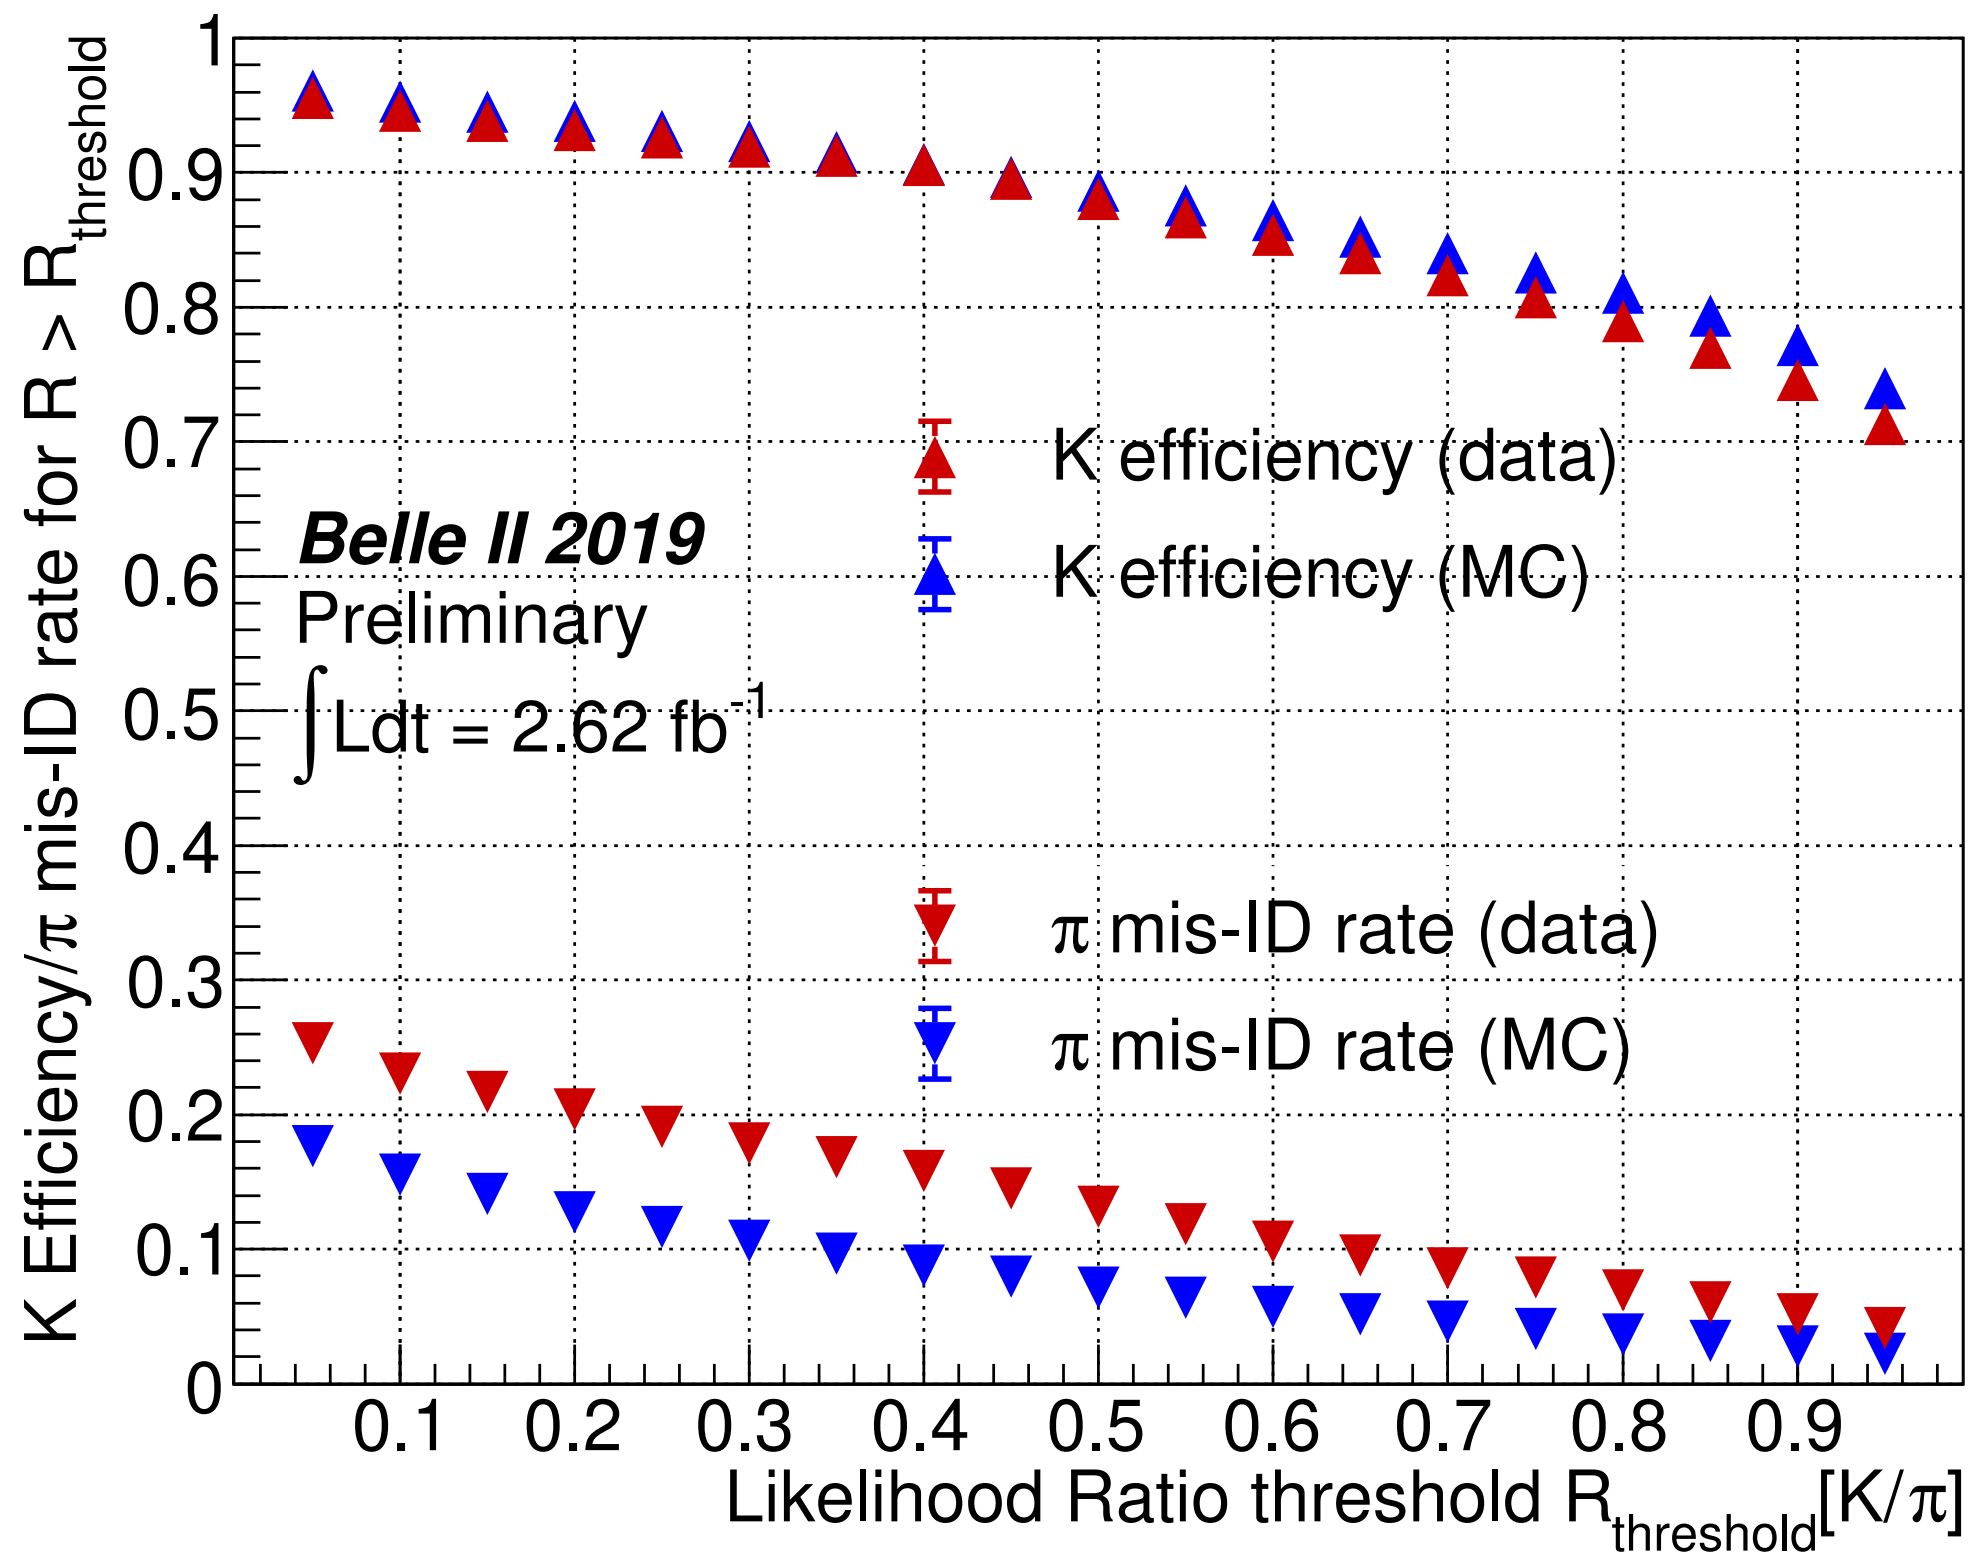 K Efficiency/π mis-ID rate for R > R_threshold
1
0.9
0.8
0.7
0.6
0.5
0.4
0.3
0.2
0.1
0
K efficiency (data)
K efficiency (MC)
Belle II 2019
Preliminary
∫Ldt = 2.62 fb⁻¹
π mis-ID rate (data)
π mis-ID rate (MC)
0.1 0.2 0.3 0.4 0.5 0.6 0.7 0.8 0.9
Likelihood Ratio threshold R_threshold[K/π]